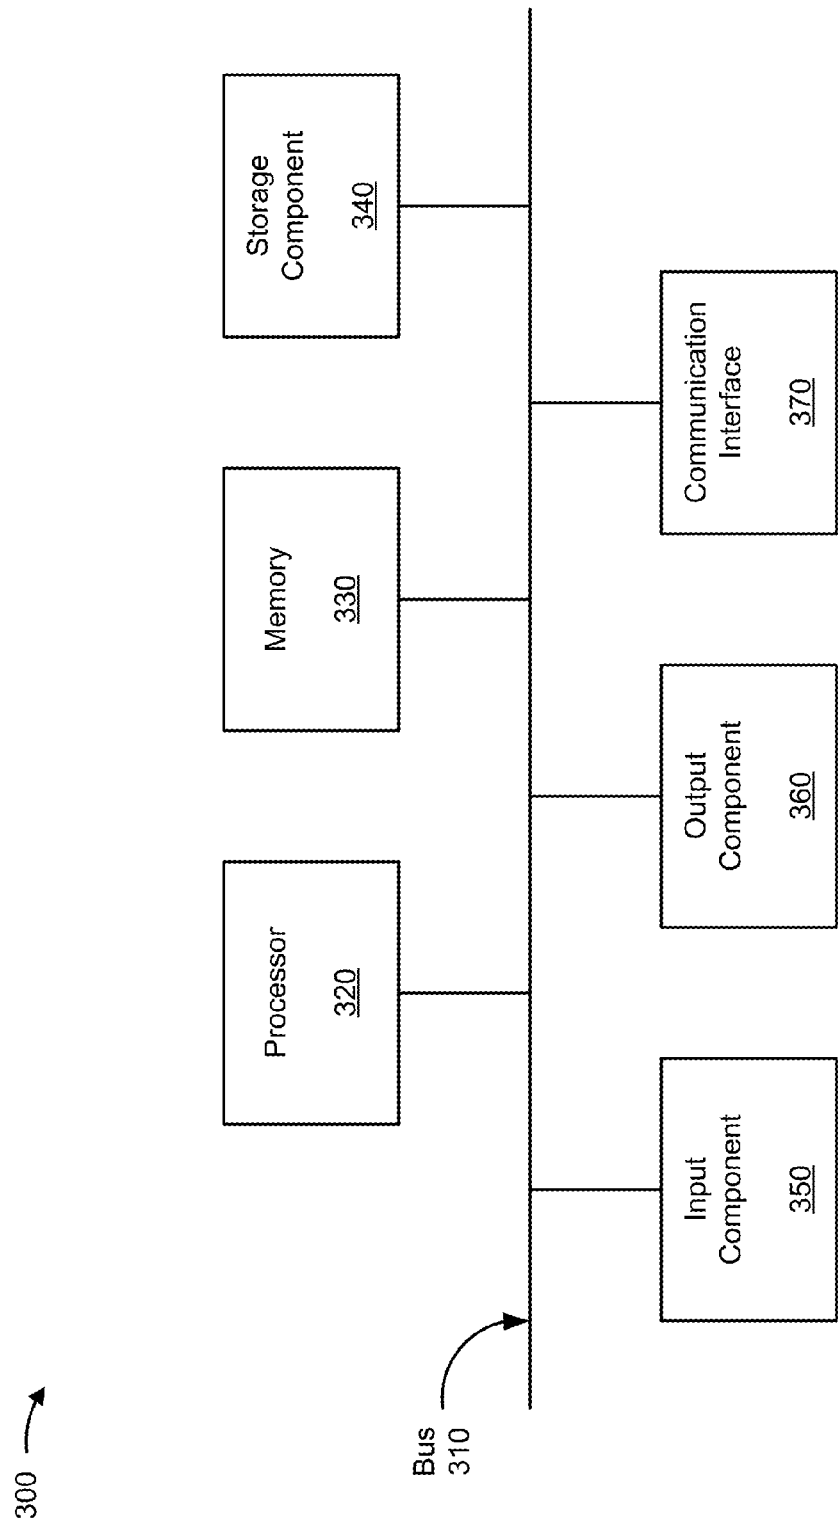 300
Processor
320
Memory
330
Storage
Component
340
Bus
310
Input
Component
350
Output
Component
360
Communication
Interface
370